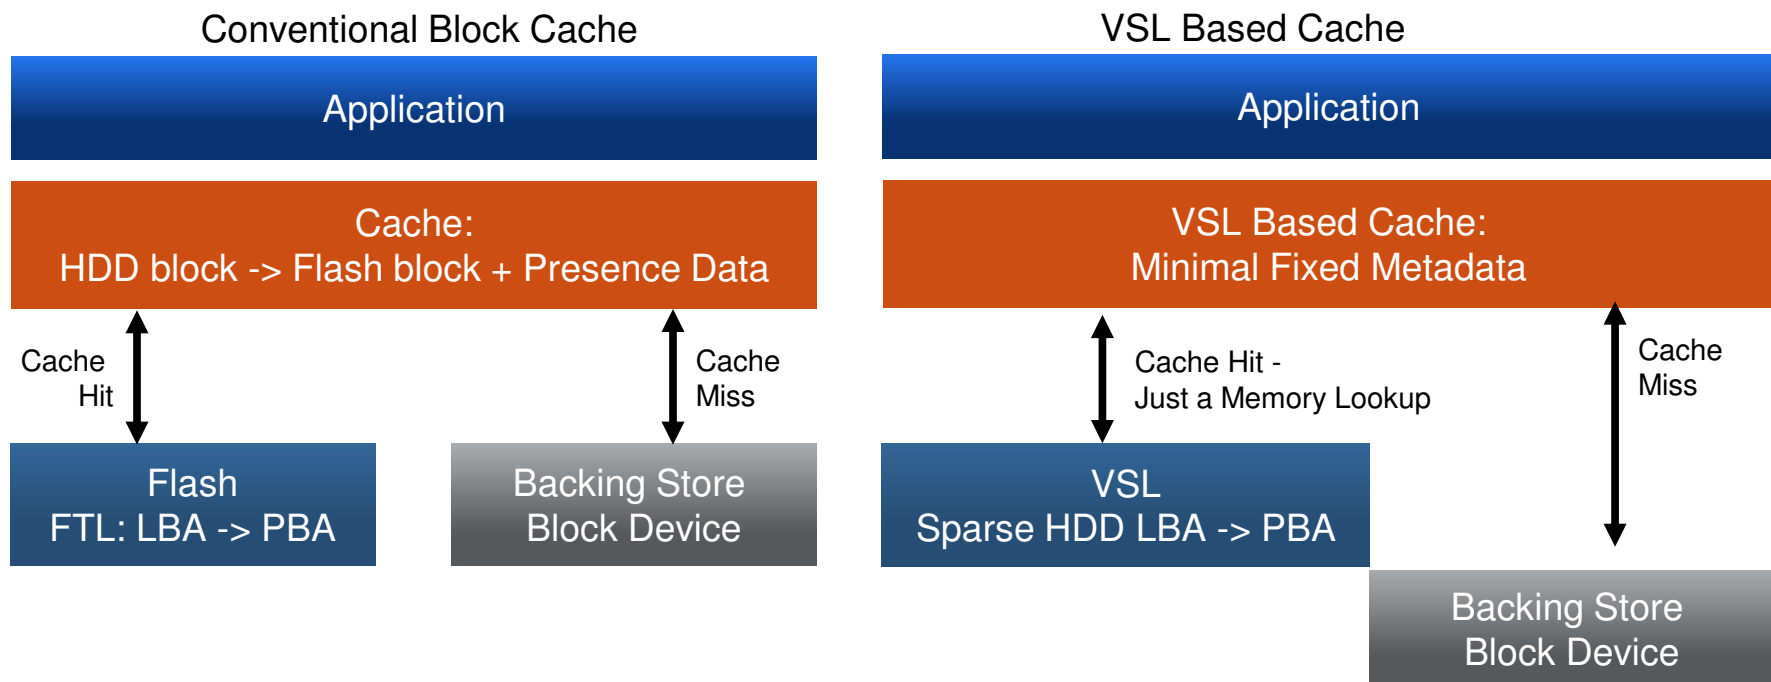 Conventional Block Cache
Application
Cache:
HDD block -> Flash block + Presence Data
Cache
Hit
Cache
Miss
Flash
FTL: LBA -> PBA
Backing Store
Block Device
VSL Based Cache
Application
VSL Based Cache:
Minimal Fixed Metadata
Cache Hit -
Just a Memory Lookup
Cache
Miss
VSL
Sparse HDD LBA -> PBA
Backing Store
Block Device